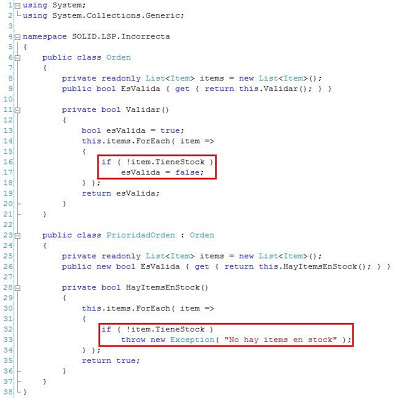 1 using System;
2 using System.Collections.Generic;
3
4 namespace SOLID.LSP.Incorrecta
5 {
6 public class Orden
7 {
8 private readonly List<Item> items = new List<Item>();
9 public bool EsValida { get { return this.Validar(); } }
10
11 private bool Validar()
12 {
13 bool esValida = true;
14 this.items.ForEach( item =>
15 {
16 if ( !item.TieneStock )
17 esValida = false;
18 } );
19 return esValida;
20 }
21 }
22
23 public class PrioridadOrden : Orden
24 {
25 private readonly List<Item> items = new List<Item>();
26 public new bool EsValida { get { return this.HayItemsEnStock(); } }
27
28 private bool HayItemsEnStock()
29 {
30 this.items.ForEach( item =>
31 {
32 if ( !item.TieneStock )
33 throw new Exception( "No hay items en stock" );
34 } );
35 return true;
36 }
37 }
38 }